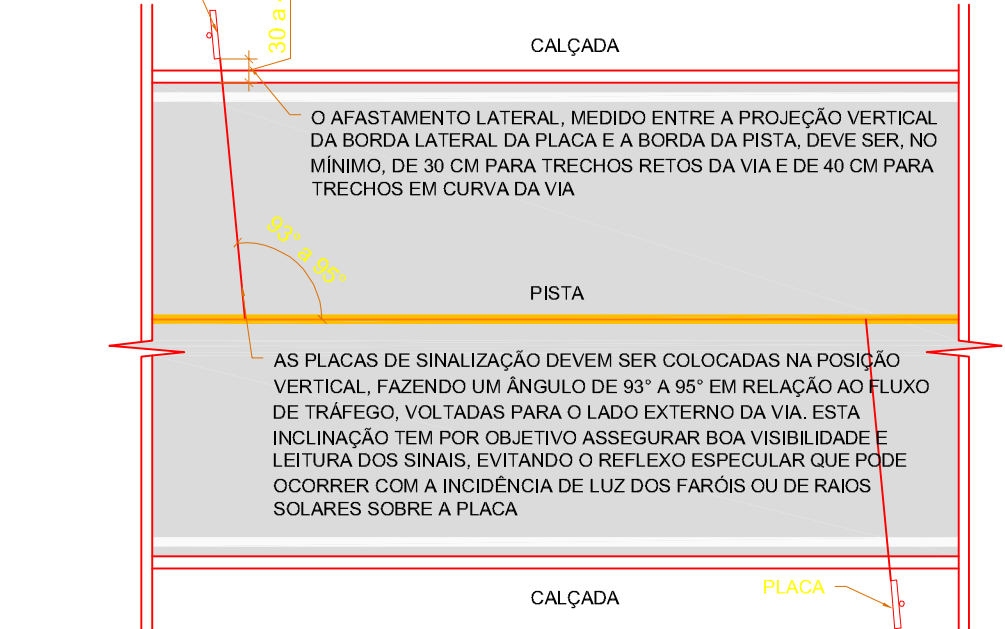 30 a
CALÇADA
O AFASTAMENTO LATERAL, MEDIDO ENTRE A PROJEÇÃO VERTICAL
DA BORDA LATERAL DA PLACA E A BORDA DA PISTA, DEVE SER, NO
MÍNIMO, DE 30 CM PARA TRECHOS RETOS DA VIA E DE 40 CM PARA
TRECHOS EM CURVA DA VIA
93° a 95°
PISTA
AS PLACAS DE SINALIZAÇÃO DEVEM SER COLOCADAS NA POSIÇÃO
VERTICAL, FAZENDO UM ÂNGULO DE 93° A 95° EM RELAÇÃO AO FLUXO
DE TRÁFEGO, VOLTADAS PARA O LADO EXTERNO DA VIA. ESTA
INCLINAÇÃO TEM POR OBJETIVO ASSEGURAR BOA VISIBILIDADE E
LEITURA DOS SINAIS, EVITANDO O REFLEXO ESPECULAR QUE PODE
OCORRER COM A INCIDÊNCIA DE LUZ DOS FARÓIS OU DE RAIOS
SOLARES SOBRE A PLACA
PLACA
CALÇADA